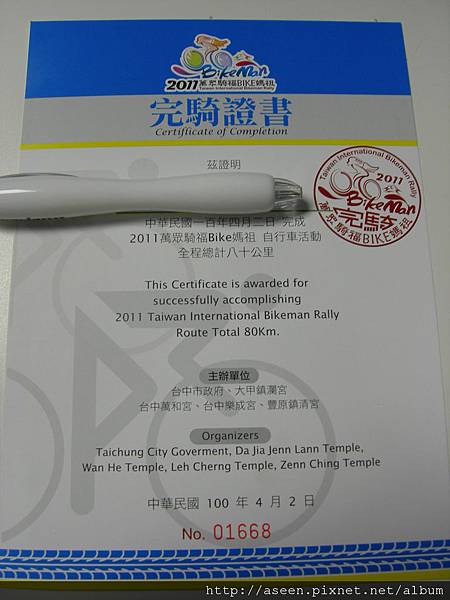 BikeMan
2011萬眾騎福BIKE媽祖
Taiwan International Bikeman Rally
完騎證書
Certificate of Completion
茲證明
Taiwan International Bikeman Rally
2011
BikeMan
完騎
萬眾騎福BIKE媽祖
中華民國一百年四月二日 完成
2011萬眾騎福Bike媽祖 自行車活動
全程總計八十公里
This Certificate is awarded for
successfully accomplishing
2011 Taiwan International Bikeman Rally
Route Total 80Km.
主辦單位
台中市政府、大甲鎮瀾宮
台中萬和宮、台中樂成宮、豐原鎮清宮
Organizers
Taichung City Goverment, Da Jia Jenn Lann Temple,
Wan He Temple, Leh Cherng Temple, Zenn Ching Temple
中華民國 100 年 4 月 2 日
No. 01668
http://aseen.pixnet.net/album